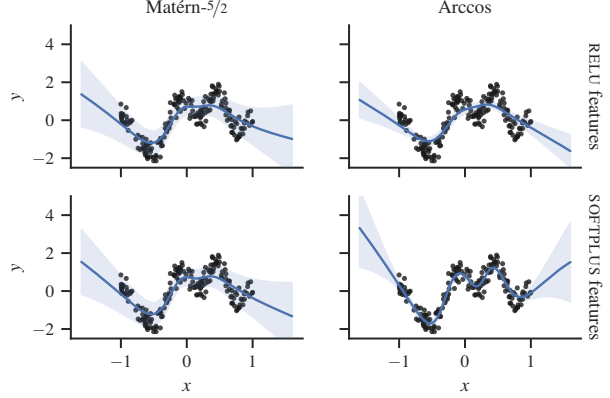 Matérn-5/2 Arccos
4
2
0
−2
y
RELU features
4
2
0
−2
y
SOFTPLUS features
−1 0 1 −1 0 1
x x